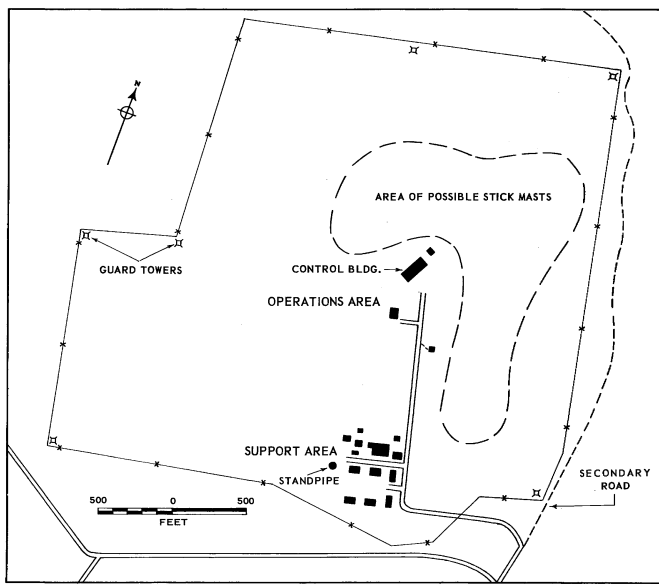 N
AREA OF POSSIBLE STICK MASTS
GUARD TOWERS
CONTROL BLDG.
OPERATIONS AREA
SUPPORT AREA
STANDPIPE
SECONDARY
ROAD
500 0 500
FEET